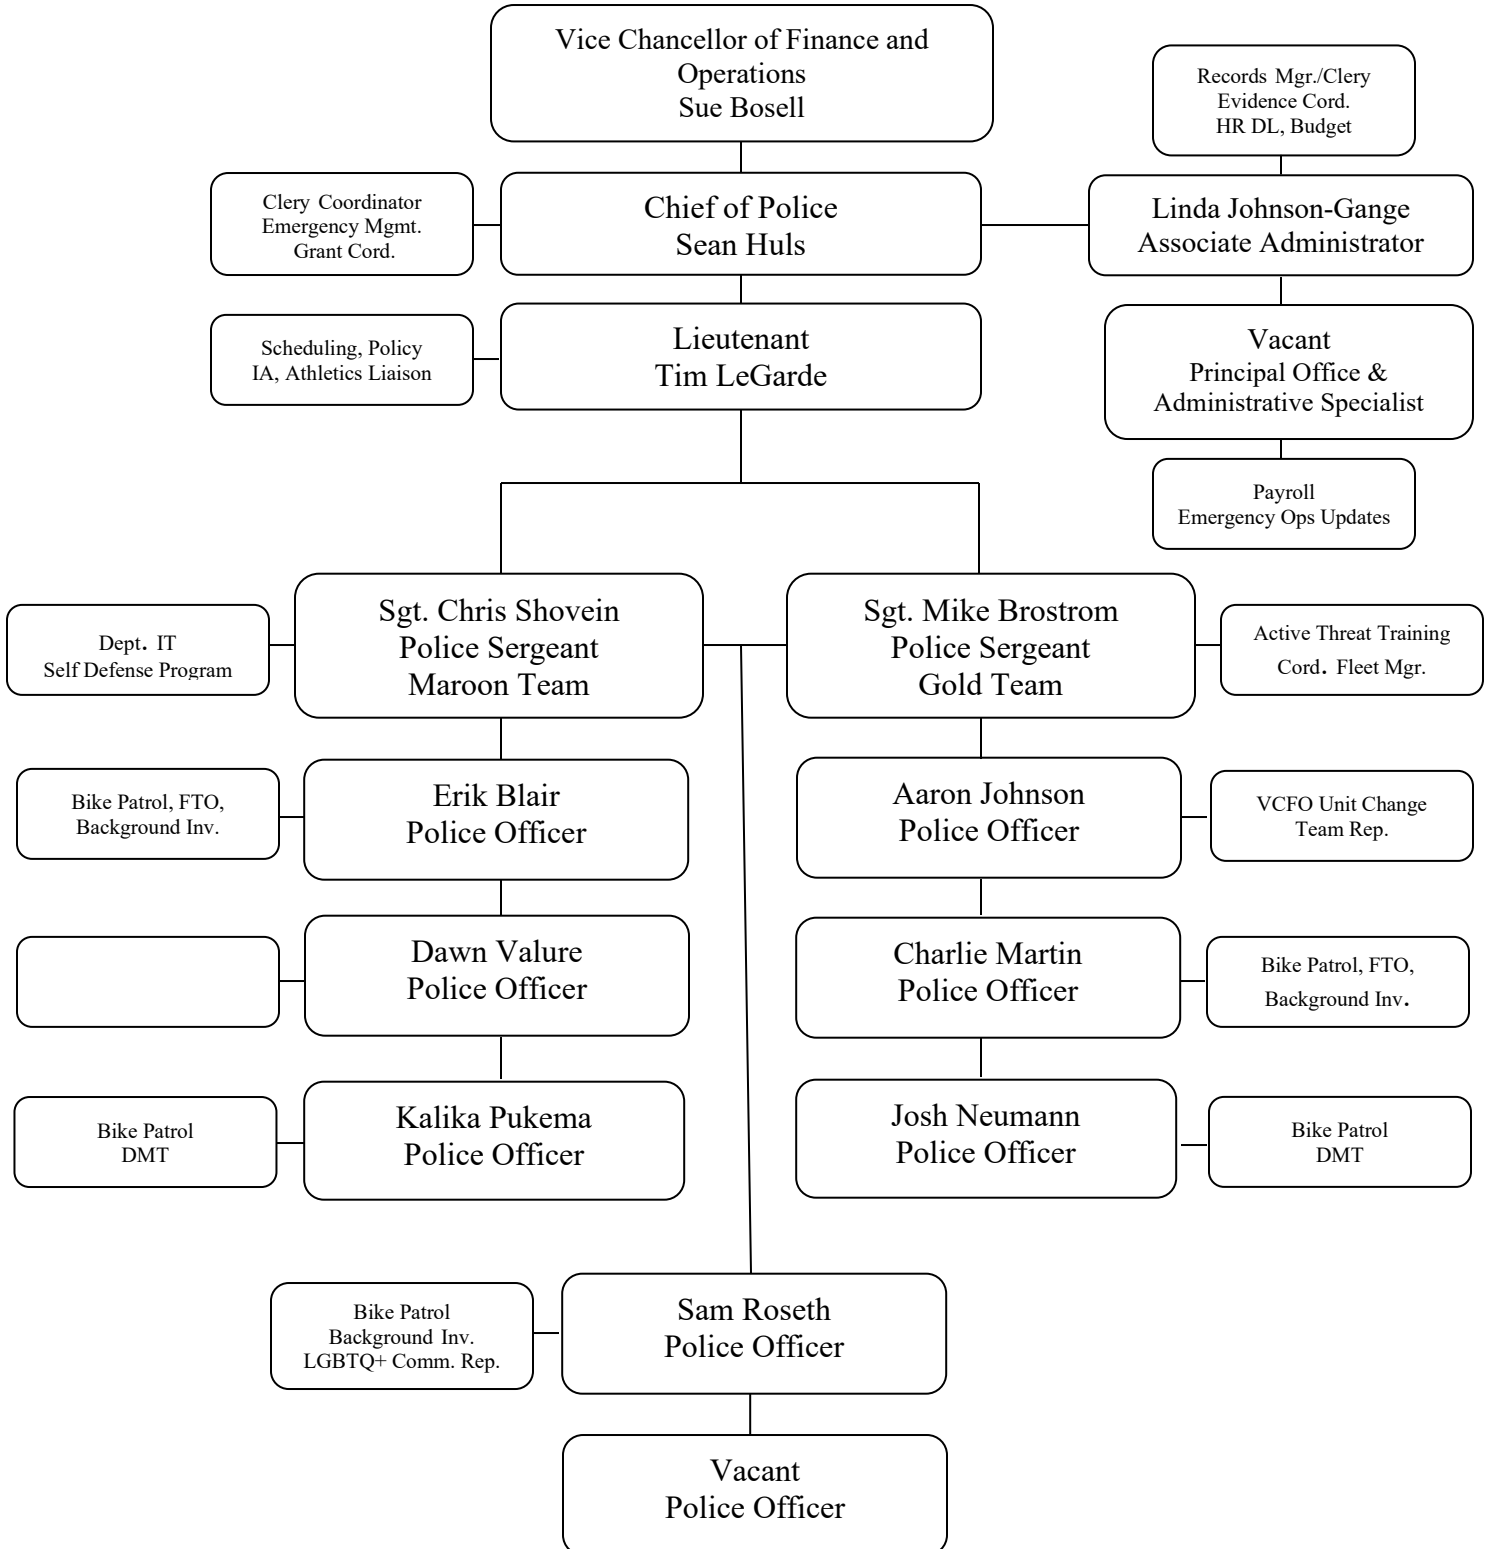 Vice Chancellor of Finance and
Operations
Sue Bosell
Records Mgr./Clery
Evidence Cord.
HR DL, Budget
Clery Coordinator
Emergency Mgmt.
Grant Cord.
Chief of Police
Sean Huls
Linda Johnson-Gange
Associate Administrator
Scheduling, Policy
IA, Athletics Liaison
Lieutenant
Tim LeGarde
Vacant
Principal Office &
Administrative Specialist
Payroll
Emergency Ops Updates
Dept. IT
Self Defense Program
Sgt. Chris Shovein
Police Sergeant
Maroon Team
Sgt. Mike Brostrom
Police Sergeant
Gold Team
Active Threat Training
Cord. Fleet Mgr.
Bike Patrol, FTO,
Background Inv.
Erik Blair
Police Officer
Aaron Johnson
Police Officer
VCFO Unit Change
Team Rep.
Dawn Valure
Police Officer
Charlie Martin
Police Officer
Bike Patrol, FTO,
Background Inv.
Bike Patrol
DMT
Kalika Pukema
Police Officer
Josh Neumann
Police Officer
Bike Patrol
DMT
Bike Patrol
Background Inv.
LGBTQ+ Comm. Rep.
Sam Roseth
Police Officer
Vacant
Police Officer